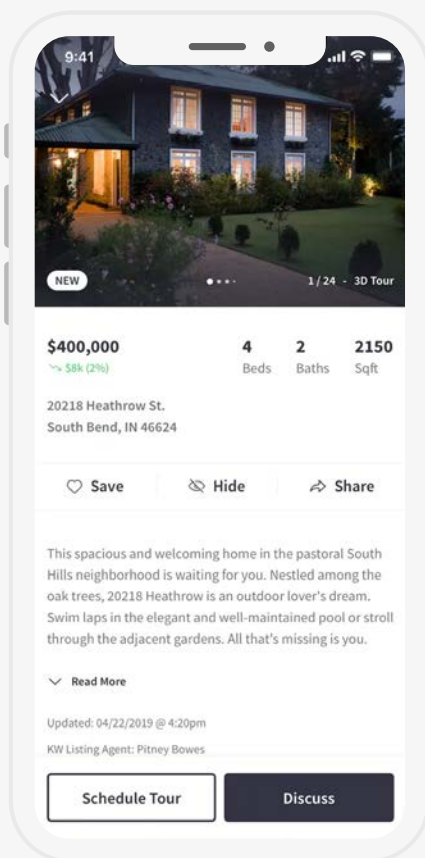 9:41
NEW
1 / 24 - 3D Tour
$400,000 4 2 2150
$8k (2%) Beds Baths Sqft
20218 Heathrow St.
South Bend, IN 46624
Save Hide Share
This spacious and welcoming home in the pastoral South
Hills neighborhood is waiting for you. Nestled among the
oak trees, 20218 Heathrow is an outdoor lover's dream.
Swim laps in the elegant and well-maintained pool or stroll
through the adjacent gardens. All that's missing is you.
Read More
Updated: 04/22/2019 @ 4:20pm
KW Listing Agent: Pitney Bowes
Schedule Tour Discuss